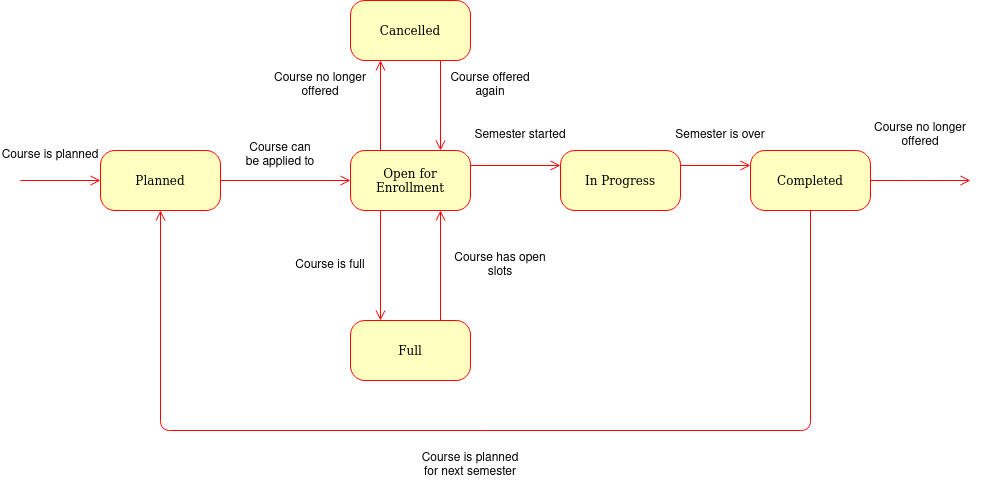 Cancelled
Course no longer
offered
Course offered
again
Course is planned
Planned
Course can
be applied to
Open for
Enrollment
Semester started
In Progress
Semester is over
Completed
Course no longer
offered
Course is full
Course has open
slots
Full
Course is planned
for next semester